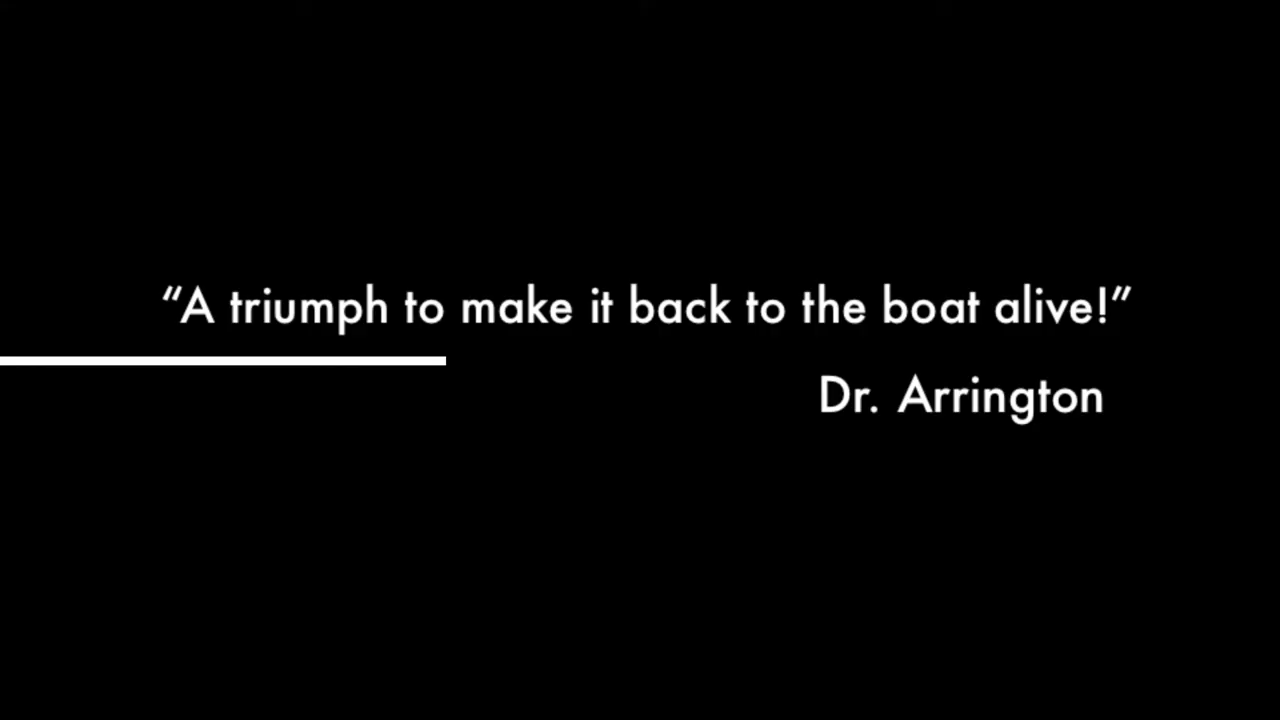 “A triumph to make it back to the boat alive!”
Dr. Arrington